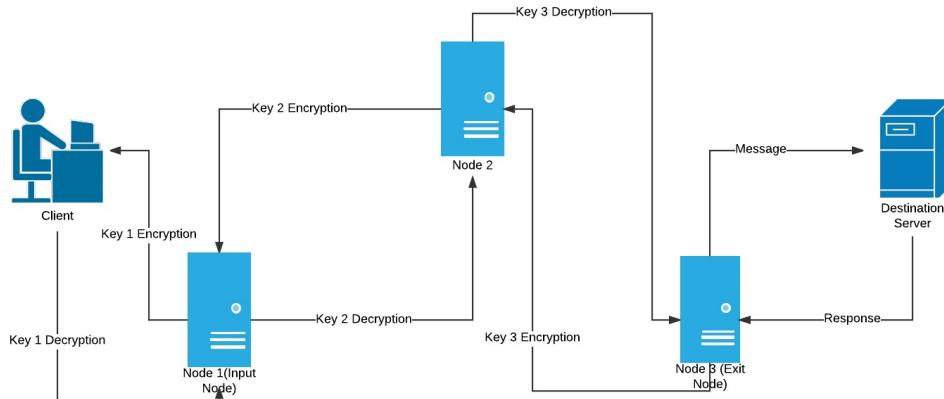 Key 3 Decryption
Key 2 Encryption
Node 2
Message
Client
Destination
Server
Key 1 Encryption
Key 2 Decryption
Response
Key 1 Decryption
Key 3 Encryption
Node 1(Input
Node)
Node 3 (Exit
Node)